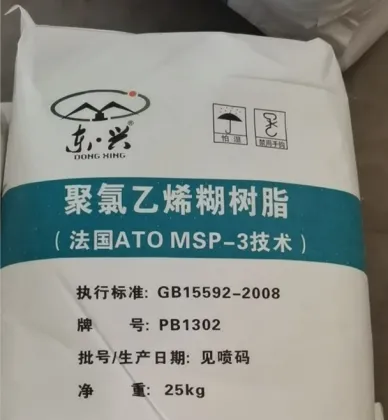 东兴®
DONG XING
怕湿
禁用手钩
聚氯乙烯糊树脂
(法国ATO MSP-3技术)
执行标准: GB15592-2008
牌 号: PB1302
批号/生产日期: 见喷码
净 重: 25kg